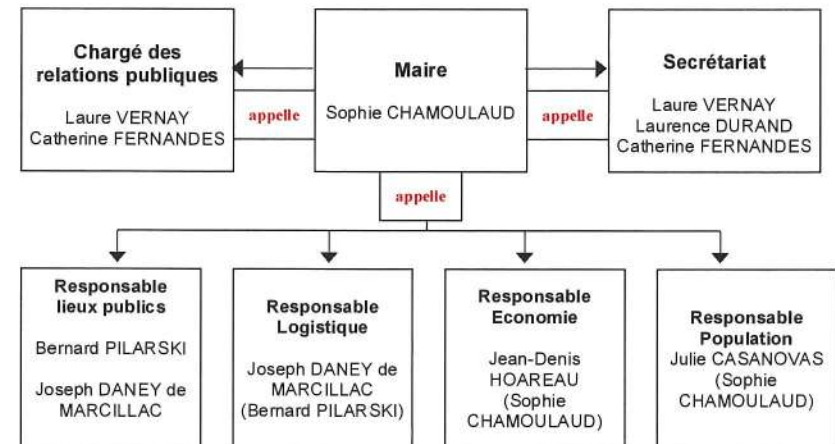 Chargé des
relations publiques
Laure VERNAY
Catherine FERNANDES
appelle
Maire
Sophie CHAMOULAUD
appelle
Secrétariat
Laure VERNAY
Laurence DURAND
Catherine FERNANDES
appelle
Responsable
lieux publics
Bernard PILARSKI
Joseph DANEY de
MARCILLAC
Responsable
Logistique
Joseph DANEY de
MARCILLAC
(Bernard PILARSKI)
Responsable
Economie
Jean-Denis
HOAREAU
(Sophie
CHAMOULAUD)
Responsable
Population
Julie CASANOVAS
(Sophie
CHAMOULAUD)